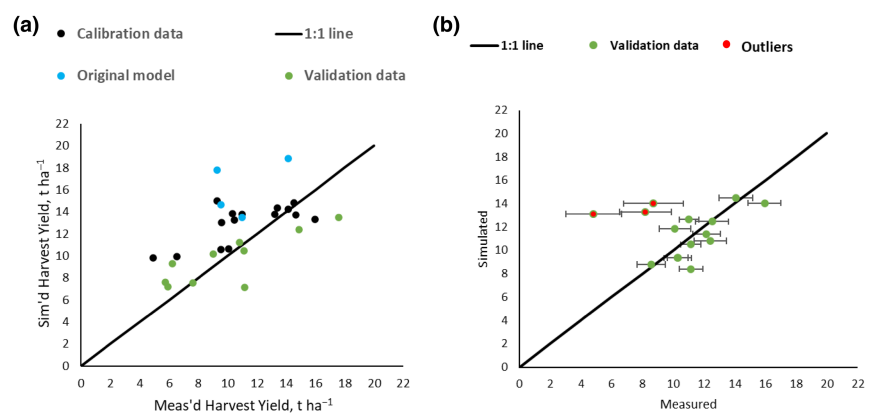 (a)
Calibration data
1:1 line
Original model
Validation data
22
20
18
16
14
12
10
8
6
4
2
0
Sim'd Harvest Yield, t ha⁻¹
0 2 4 6 8 10 12 14 16 18 20 22
Meas'd Harvest Yield, t ha⁻¹
(b)
1:1 line Validation data Outliers
22
20
18
16
14
12
10
8
6
4
2
0
Simulated
0 2 4 6 8 10 12 14 16 18 20 22
Measured